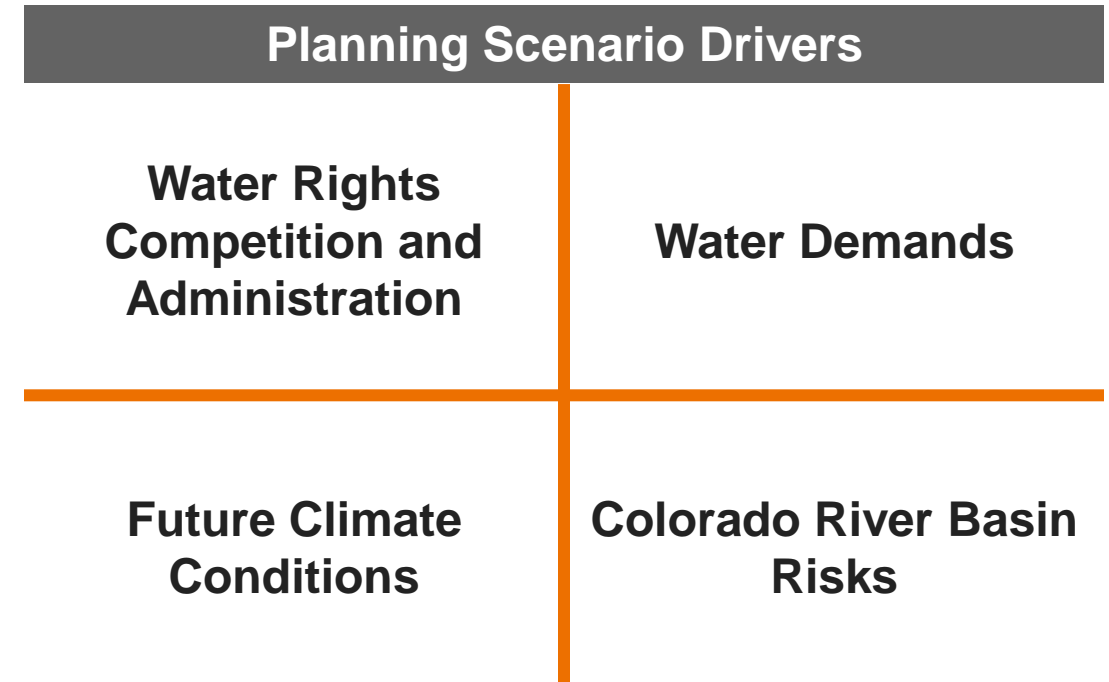 Planning Scenario Drivers
Water Rights
Competition and
Administration
Water Demands
Future Climate
Conditions
Colorado River Basin
Risks